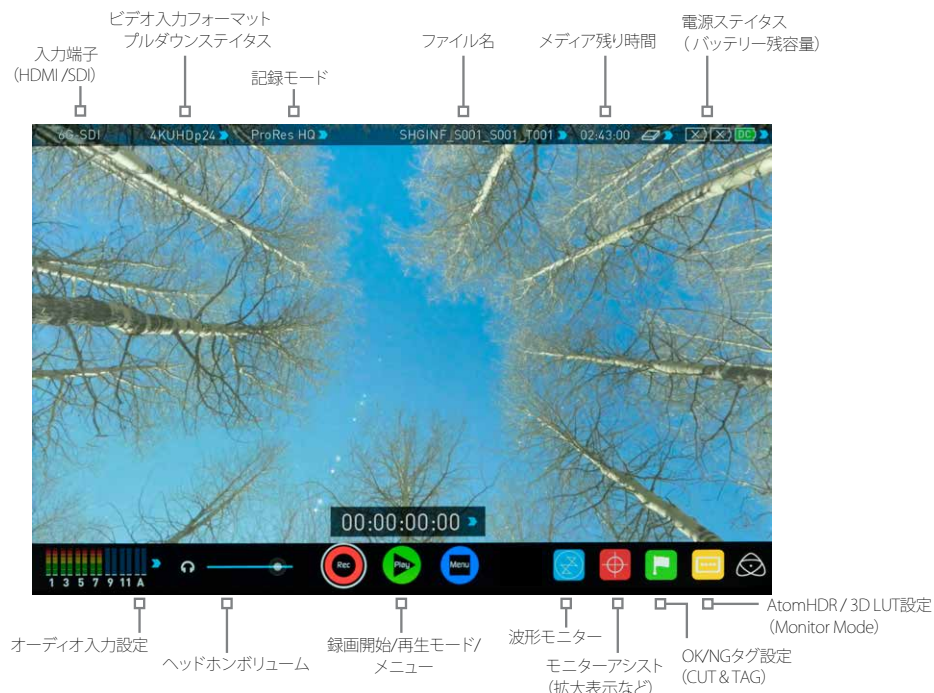 ビデオ入力フォーマット
プルダウンステイタス
入力端子
(HDMI /SDI)
記録モード
ファイル名
メディア残り時間
電源ステイタス
( バッテリー残容量)
6G-SDI
4KUHDp24
ProRes HQ
SHGINF_S001_S001_T001
02:43:00
DC
00:00:00:00
1 3 5 7 9 11 A
Rec
Play
Menu
オーディオ入力設定
ヘッドホンボリューム
録画開始/再生モード/
メニュー
波形モニター
モニターアシスト
(拡大表示など)
OK/NGタグ設定
(CUT & TAG)
AtomHDR / 3D LUT設定
(Monitor Mode)